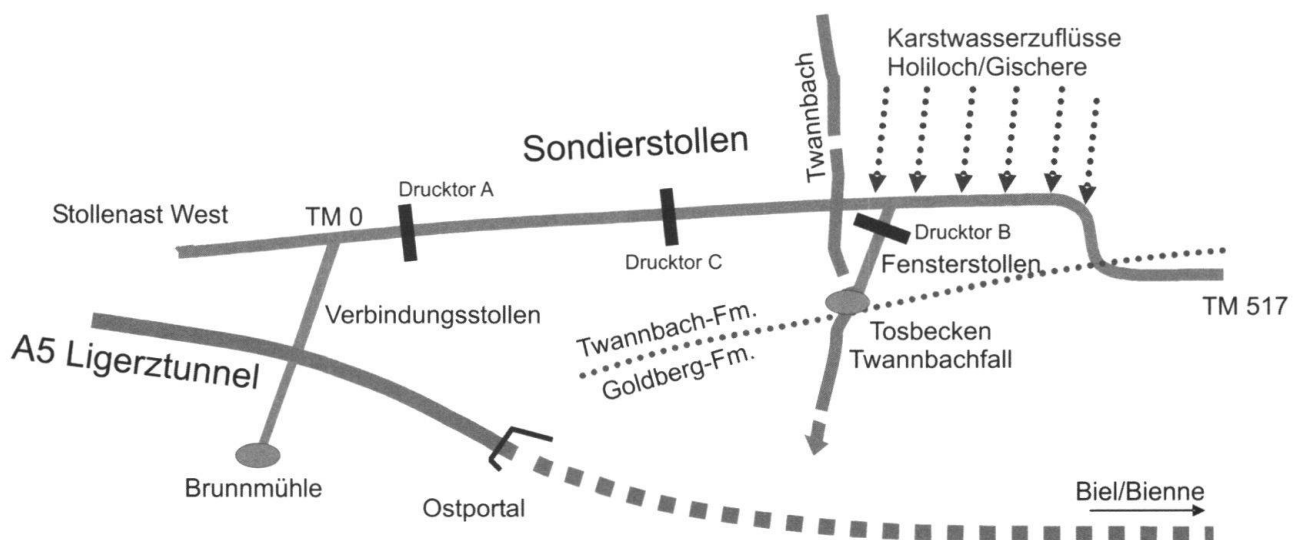 Karstwasserzuflüsse
Holiloch/Gischere
Twannbach
Sondierstollen
Drucktor A
Stollenast West
TM 0
Drucktor B
Drucktor C
Fensterstollen
TM 517
Verbindungsstollen
Twannbach-Fm.
Goldberg-Fm.
Tosbecken
Twannbachfall
A5 Ligerztunnel
Brunnmühle
Ostportal
Biel/Bienne